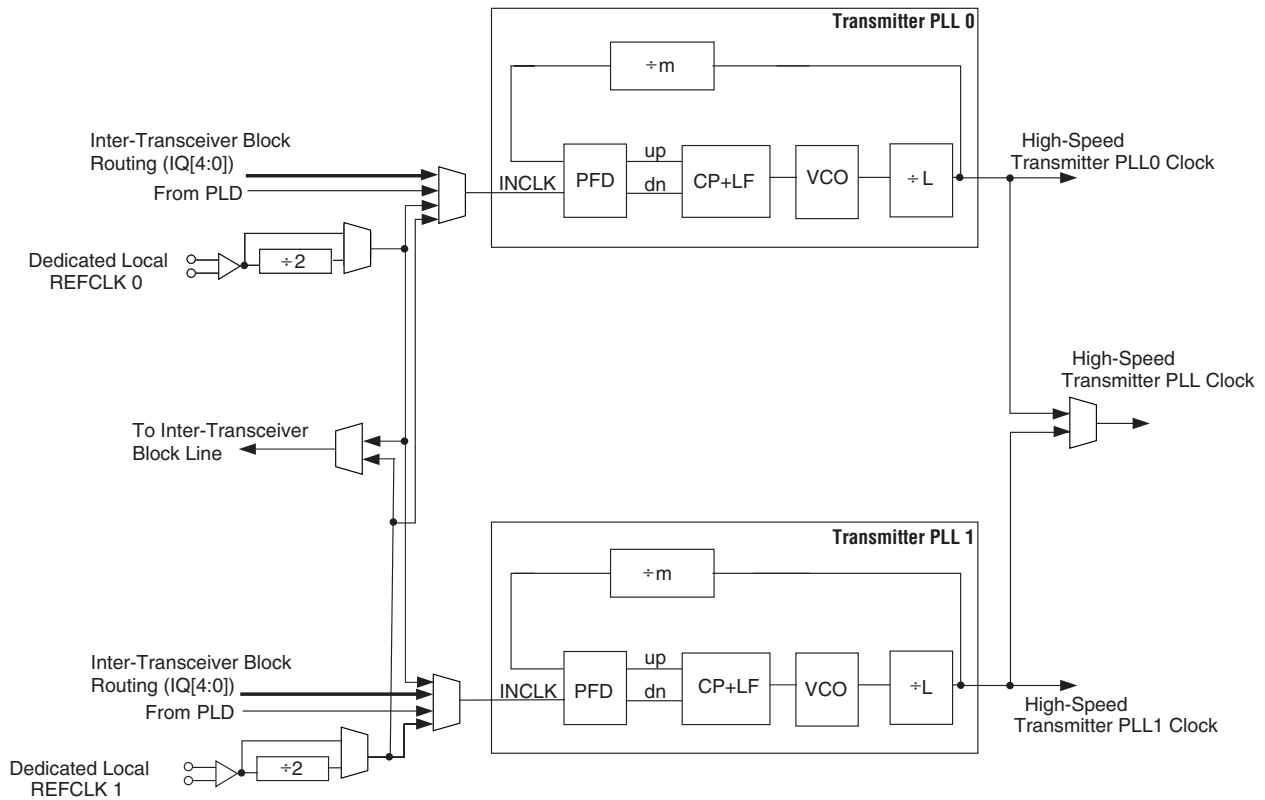 Transmitter PLL 0
÷m
Inter-Transceiver Block
Routing (IQ[4:0])
From PLD
INCLK
PFD
up
dn
CP+LF
VCO
÷L
High-Speed
Transmitter PLL0 Clock
Dedicated Local
REFCLK 0
÷2
High-Speed
Transmitter PLL Clock
To Inter-Transceiver
Block Line
Transmitter PLL 1
÷m
Inter-Transceiver Block
Routing (IQ[4:0])
From PLD
INCLK
PFD
up
dn
CP+LF
VCO
÷L
High-Speed
Transmitter PLL1 Clock
Dedicated Local
REFCLK 1
÷2